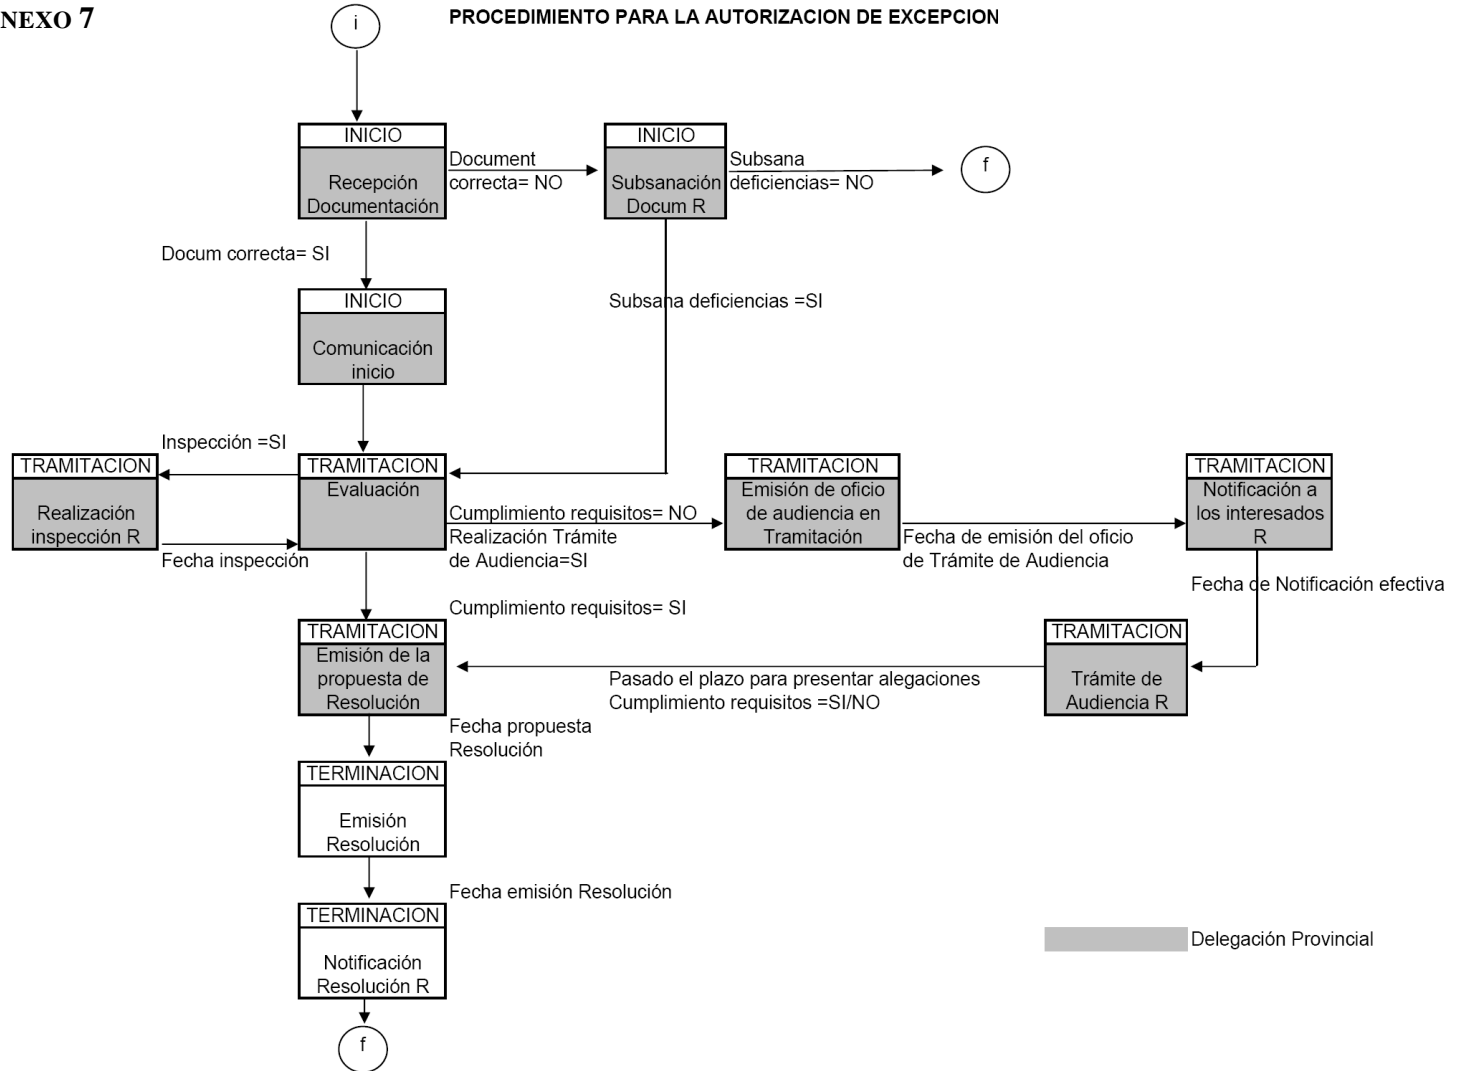 NEXO 7
PROCEDIMIENTO PARA LA AUTORIZACION DE EXCEPCION
i
INICIO
Recepción
Documentación
Document
correcta= NO
INICIO
Subsanación
Docum R
Subsana
deficiencias= NO
f
Docum correcta= SI
INICIO
Comunicación
inicio
Subsana deficiencias =SI
Inspección =SI
TRAMITACION
Realización
inspección R
Fecha inspección
TRAMITACION
Evaluación
Cumplimiento requisitos= NO
Realización Trámite
de Audiencia=SI
TRAMITACION
Emisión de oficio
de audiencia en
Tramitación
Fecha de emisión del oficio
de Trámite de Audiencia
TRAMITACION
Notificación a
los interesados
R
Fecha de Notificación efectiva
Cumplimiento requisitos= SI
TRAMITACION
Emisión de la
propuesta de
Resolución
Pasado el plazo para presentar alegaciones
Cumplimiento requisitos =SI/NO
TRAMITACION
Trámite de
Audiencia R
Fecha propuesta
Resolución
TERMINACION
Emisión
Resolución
Fecha emisión Resolución
TERMINACION
Notificación
Resolución R
Delegación Provincial
f